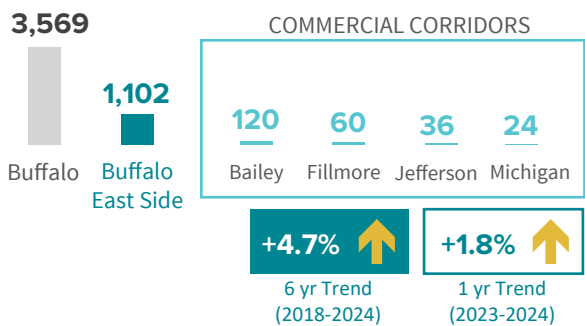 3,569
Buffalo
1,102
Buffalo
East Side
COMMERCIAL CORRIDORS
120
60
36
24
Bailey
Fillmore
Jefferson
Michigan
+4.7%
6 yr Trend
(2018-2024)
+1.8%
1 yr Trend
(2023-2024)